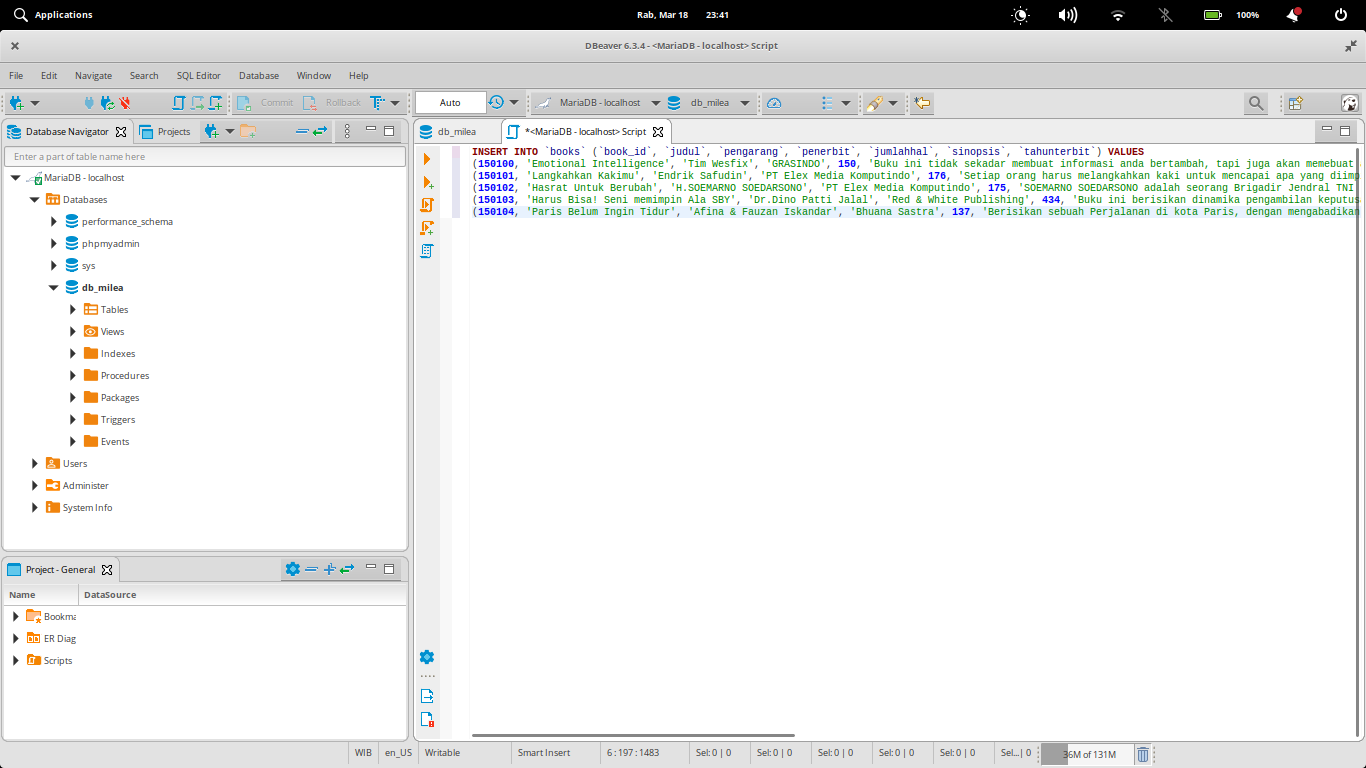 Applications
Rab, Mar 18 23:41
100%
DBeaver 6.3.4 - <MariaDB - localhost> Script
File Edit Navigate Search SQL Editor Database Window Help
Commit Rollback Auto MariaDB - localhost db_milea
Database Navigator Projects
Enter a part of table name here
MariaDB - localhost
Databases
performance_schema
phpmyadmin
sys
db_milea
Tables
Views
Indexes
Procedures
Packages
Triggers
Events
Users
Administer
System Info
Project - General
Name DataSource
Bookma
ER Diag
Scripts
db_milea *<MariaDB - localhost> Script
INSERT INTO `books` (`book_id`, `judul`, `pengarang`, `penerbit`, `jumlahhal`, `sinopsis`, `tahunterbit`) VALUES
(150100, 'Emotional Intelligence', 'Tim Wesfix', 'GRASINDO', 150, 'Buku ini tidak sekadar membuat informasi anda bertambah, tapi juga akan memebuat
(150101, 'Langkahkan Kakimu', 'Endrik Safudin', 'PT Elex Media Komputindo', 176, 'Setiap orang harus melangkahkan kaki untuk mencapai apa yang diimp
(150102, 'Hasrat Untuk Berubah', 'H.SOEMARNO SOEDARSONO', 'PT Elex Media Komputindo', 175, 'SOEMARNO SOEDARSONO adalah seorang Brigadir Jendral TNI
(150103, 'Harus Bisa! Seni memimpin Ala SBY', 'Dr.Dino Patti Jalal', 'Red & White Publishing', 434, 'Buku ini berisikan dinamika pengambilan keputus
(150104, 'Paris Belum Ingin Tidur', 'Afina & Fauzan Iskandar', 'Bhuana Sastra', 137, 'Berisikan sebuah Perjalanan di kota Paris, dengan mengabadikan
WIB en_US Writable Smart Insert 6 : 197 : 1483 Sel: 0 | 0 Sel: 0 | 0 Sel: 0 | 0 Sel: 0 | 0 Sel: 0 | 0 Sel...| 0 36M of 131M